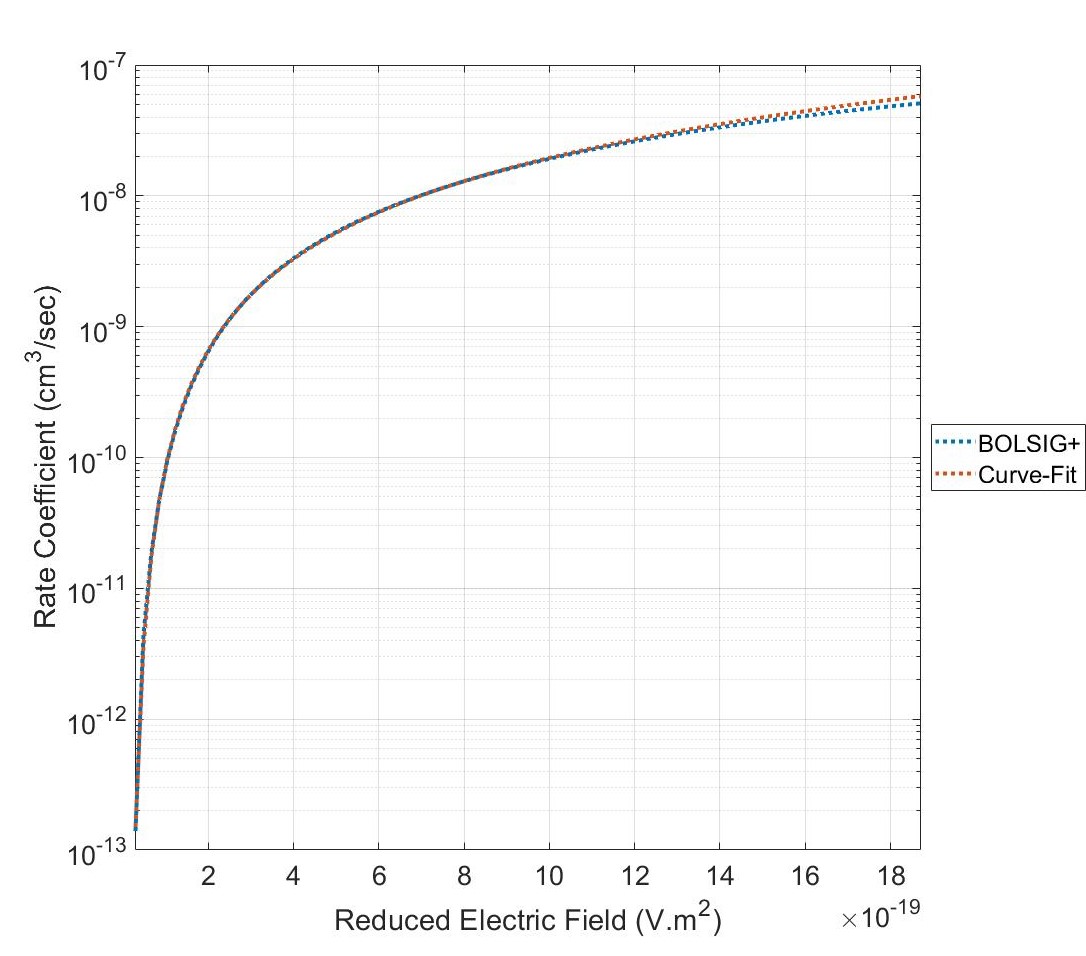 10^-7
10^-8
10^-9
10^-10
10^-11
10^-12
10^-13
Rate Coefficient (cm^3/sec)
2 4 6 8 10 12 14 16 18
×10^-19
Reduced Electric Field (V.m^2)
BOLSIG+
Curve-Fit